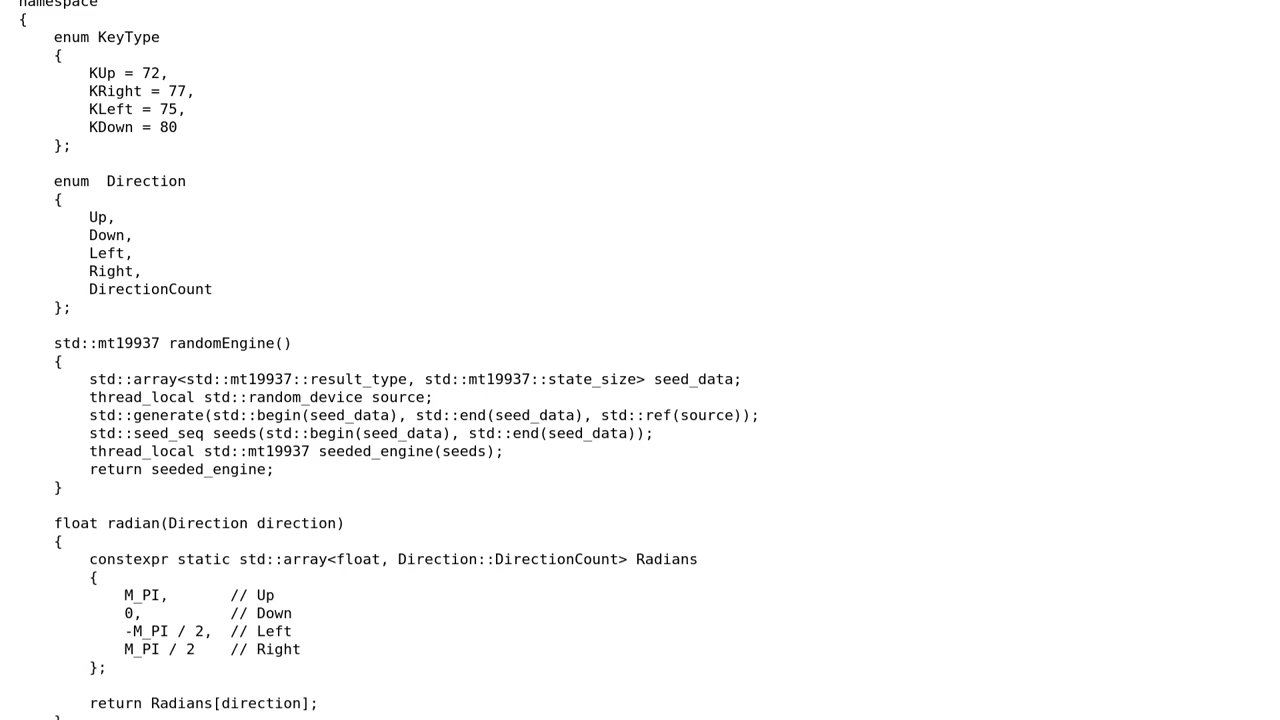 namespace
{
    enum KeyType
    {
        KUp = 72,
        KRight = 77,
        KLeft = 75,
        KDown = 80
    };

    enum  Direction
    {
        Up,
        Down,
        Left,
        Right,
        DirectionCount
    };

    std::mt19937 randomEngine()
    {
        std::array<std::mt19937::result_type, std::mt19937::state_size> seed_data;
        thread_local std::random_device source;
        std::generate(std::begin(seed_data), std::end(seed_data), std::ref(source));
        std::seed_seq seeds(std::begin(seed_data), std::end(seed_data));
        thread_local std::mt19937 seeded_engine(seeds);
        return seeded_engine;
    }

    float radian(Direction direction)
    {
        constexpr static std::array<float, Direction::DirectionCount> Radians
        {
            M_PI,       // Up
            0,          // Down
            -M_PI / 2,  // Left
            M_PI / 2    // Right
        };

        return Radians[direction];
    }